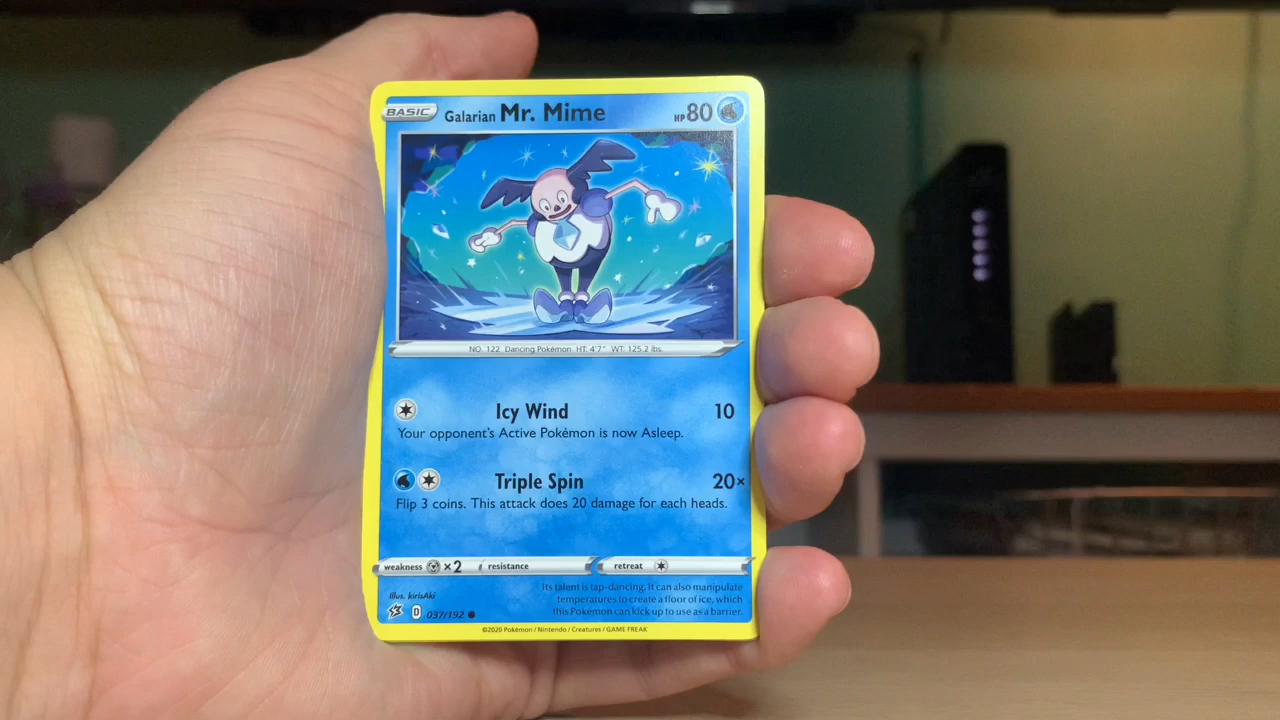 BASIC Galarian Mr. Mime HP 80
NO. 122 Dancing Pokémon HT: 4'7" WT: 125.2 lbs.
Icy Wind 10
Your opponent's Active Pokémon is now Asleep.
Triple Spin 20×
Flip 3 coins. This attack does 20 damage for each heads.
weakness ×2 resistance retreat
Illus. kirisAki
Its talent is tap-dancing. It can also manipulate
temperatures to create a floor of ice, which
this Pokémon can kick up to use as a barrier.
D 037/192
©2020 Pokémon / Nintendo / Creatures / GAME FREAK